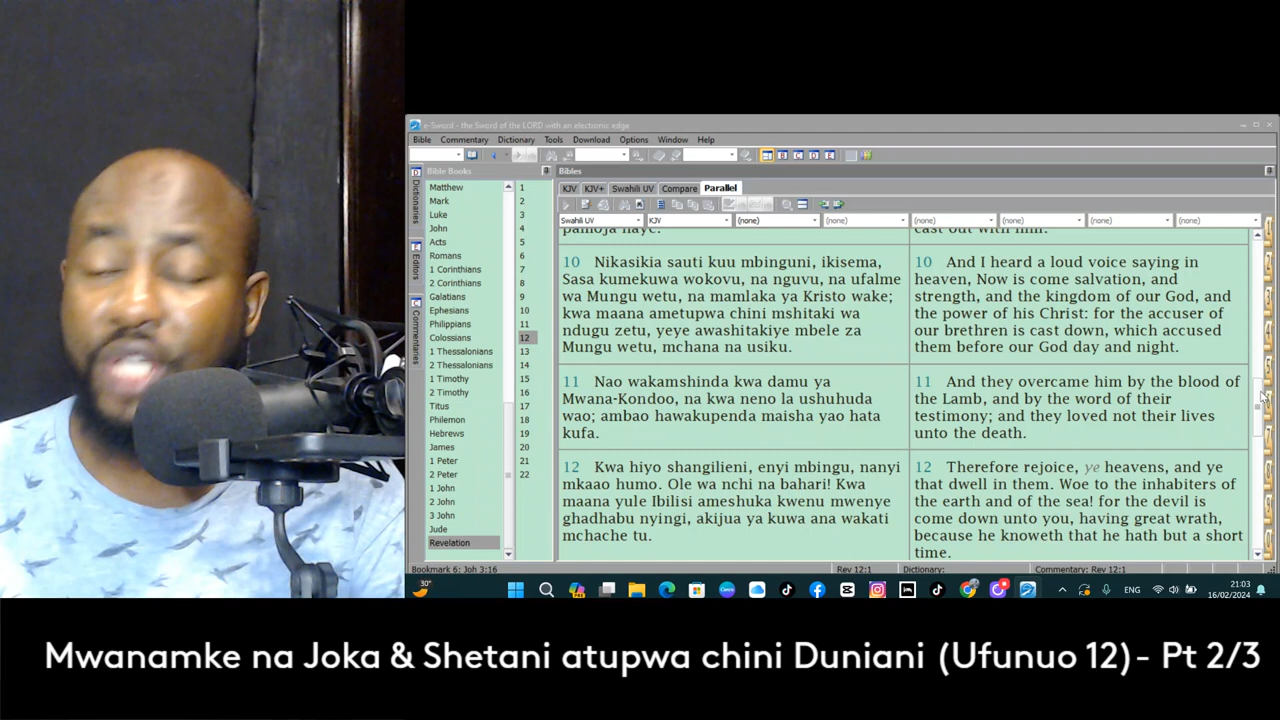 e-Sword - the Sword of the LORD with an electronic edge
Bible Commentary Dictionary Tools Download Options Window Help
Bible Books
Bibles
KJV KJV+ Swahili UV Compare Parallel
Swahili UV KJV (none) (none) (none) (none) (none) (none)
Dictionaries
Editors
Commentaries
Matthew 1
Mark 2
Luke 3
John 4
Acts 5
Romans 6
1 Corinthians 7
2 Corinthians 8
Galatians 9
Ephesians 10
Philippians 11
Colossians 12
1 Thessalonians 13
2 Thessalonians 14
1 Timothy 15
2 Timothy 16
Titus 17
Philemon 18
Hebrews 19
James 20
1 Peter 21
2 Peter 22
1 John
2 John
3 John
Jude
Revelation
pamoja naye.
10 Nikasikia sauti kuu mbinguni, ikisema,
Sasa kumekuwa wokovu, na nguvu, na ufalme
wa Mungu wetu, na mamlaka ya Kristo wake;
kwa maana ametupwa chini mshitaki wa
ndugu zetu, yeye awashitakiye mbele za
Mungu wetu, mchana na usiku.
11 Nao wakamshinda kwa damu ya
Mwana-Kondoo, na kwa neno la ushuhuda
wao; ambao hawakupenda maisha yao hata
kufa.
12 Kwa hiyo shangilieni, enyi mbingu, nanyi
mkaao humo. Ole wa nchi na bahari! Kwa
maana yule Ibilisi ameshuka kwenu mwenye
ghadhabu nyingi, akijua ya kuwa ana wakati
mchache tu.
cast out with him.
10 And I heard a loud voice saying in
heaven, Now is come salvation, and
strength, and the kingdom of our God, and
the power of his Christ: for the accuser of
our brethren is cast down, which accused
them before our God day and night.
11 And they overcame him by the blood of
the Lamb, and by the word of their
testimony; and they loved not their lives
unto the death.
12 Therefore rejoice, ye heavens, and ye
that dwell in them. Woe to the inhabiters of
the earth and of the sea! for the devil is
come down unto you, having great wrath,
because he knoweth that he hath but a short
time.
Bookmark 6: Joh 3:16 Rev 12:1 Dictionary: Commentary: Rev 12:1
30°
ENG
21:03
16/02/2024
Mwanamke na Joka & Shetani atupwa chini Duniani (Ufunuo 12)- Pt 2/3